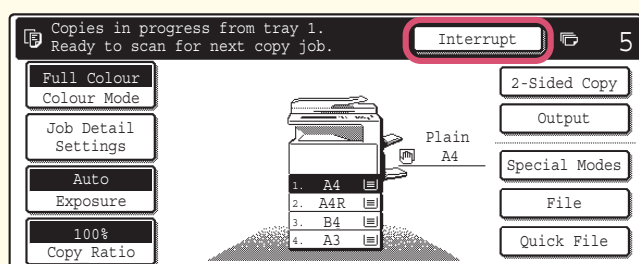 Copies in progress from tray 1.
Ready to scan for next copy job.
Interrupt
5
Full Colour
Colour Mode
Job Detail
Settings
Auto
Exposure
100%
Copy Ratio
1. A4
2. A4R
3. B4
4. A3
Plain
A4
2-Sided Copy
Output
Special Modes
File
Quick File